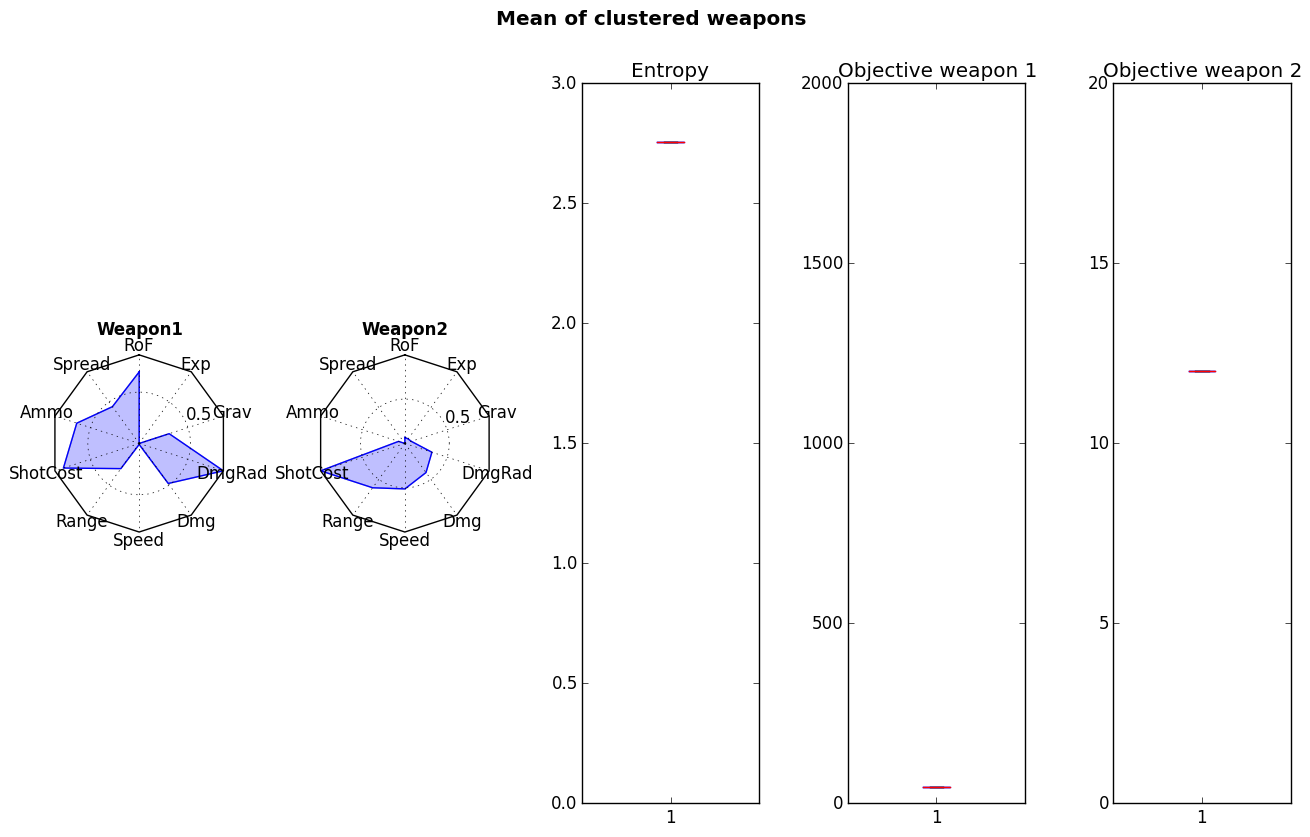 Mean of clustered weapons
Weapon1
RoF
Spread
Exp
Ammo
0.5
Grav
ShotCost
DmgRad
Range
Dmg
Speed
Weapon2
RoF
Spread
Exp
Ammo
0.5
Grav
ShotCost
DmgRad
Range
Dmg
Speed
Entropy
3.0
2.5
2.0
1.5
1.0
0.5
0.0
1
Objective weapon 1
2000
1500
1000
500
0
1
Objective weapon 2
20
15
10
5
0
1